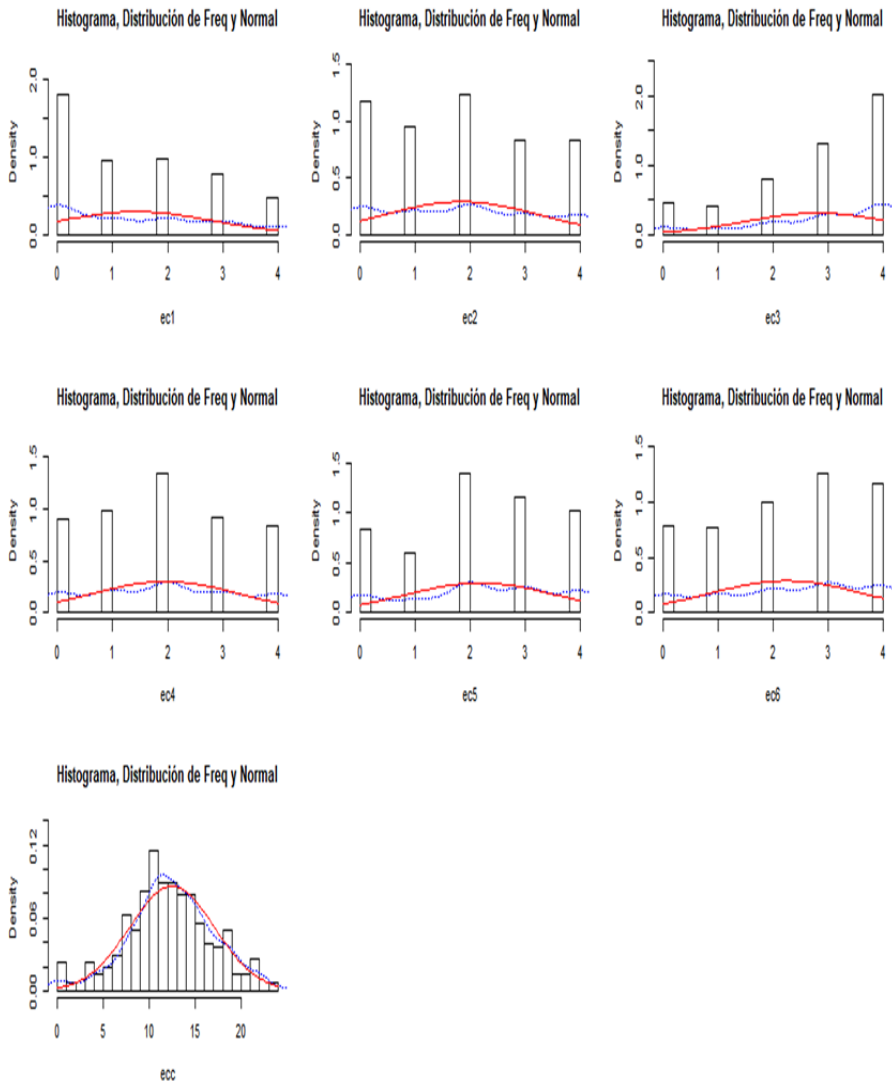 Histograma, Distribución de Freq y Normal
Density
0.0 1.0 2.0
0 1 2 3 4
ec1
Histograma, Distribución de Freq y Normal
Density
0.0 0.5 1.0 1.5
0 1 2 3 4
ec2
Histograma, Distribución de Freq y Normal
Density
0.0 1.0 2.0
0 1 2 3 4
ec3
Histograma, Distribución de Freq y Normal
Density
0.0 0.5 1.0 1.5
0 1 2 3 4
ec4
Histograma, Distribución de Freq y Normal
Density
0.0 0.5 1.0 1.5
0 1 2 3 4
ec5
Histograma, Distribución de Freq y Normal
Density
0.0 0.5 1.0 1.5
0 1 2 3 4
ec6
Histograma, Distribución de Freq y Normal
Density
0.00 0.06 0.12
0 5 10 15 20
ecc